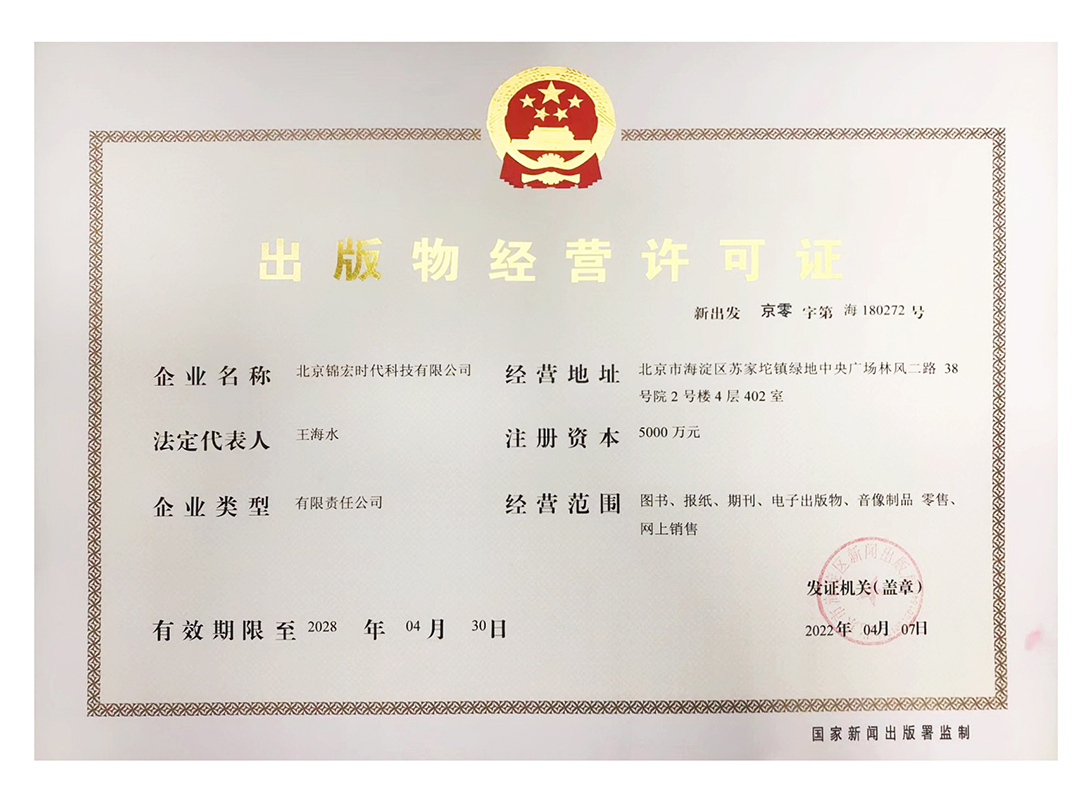 出版物经营许可证
新出发 京零 字第 海 180272 号
企业名称 北京锦宏时代科技有限公司
经营地址 北京市海淀区苏家坨镇绿地中央广场林风二路 38
号院 2 号楼 4 层 402 室
法定代表人 王海水
注册资本 5000 万元
企业类型 有限责任公司
经营范围 图书、报纸、期刊、电子出版物、音像制品 零售、
网上销售
区新闻出版
发证机关(盖章)
有效期限至 2028 年 04 月 30 日
2022年 04月 07日
国家新闻出版署监制